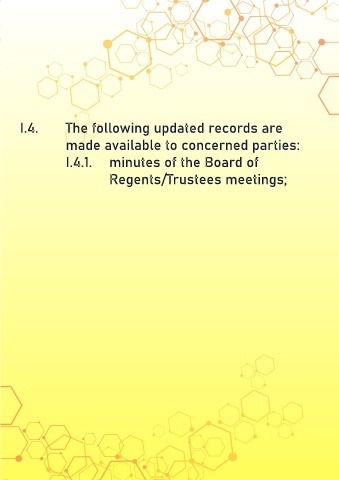 I.4. The following updated records are
made available to concerned parties:
I.4.1. minutes of the Board of
Regents/Trustees meetings;